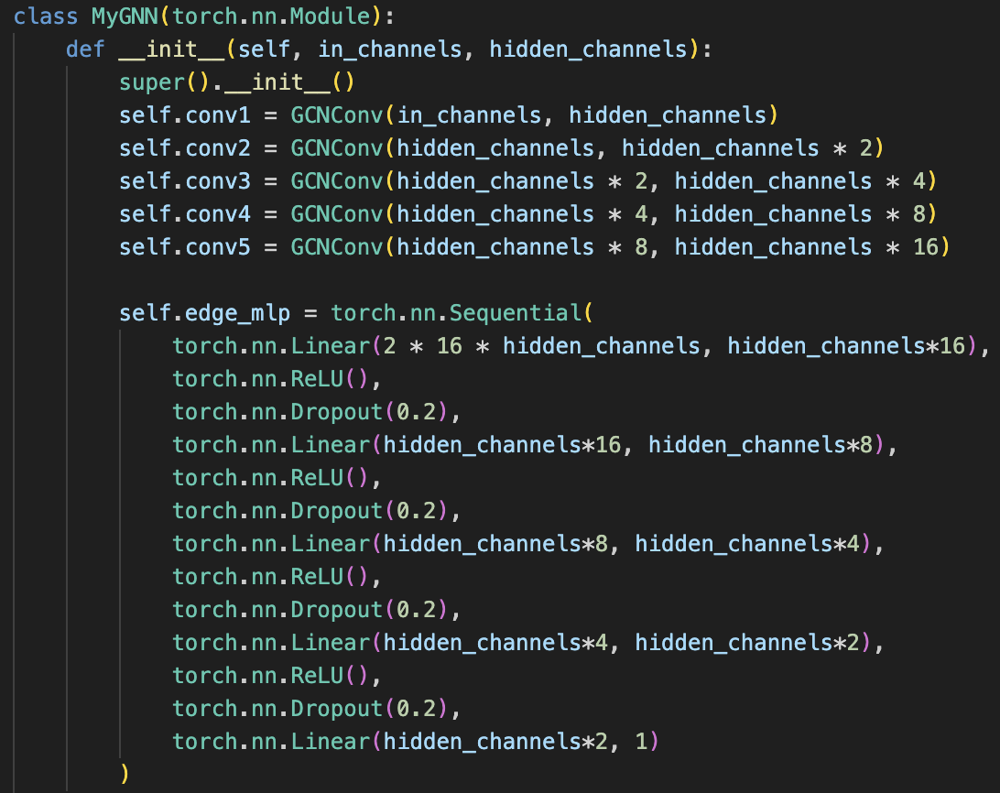 class MyGNN(torch.nn.Module):
    def __init__(self, in_channels, hidden_channels):
        super().__init__()
        self.conv1 = GCNConv(in_channels, hidden_channels)
        self.conv2 = GCNConv(hidden_channels, hidden_channels * 2)
        self.conv3 = GCNConv(hidden_channels * 2, hidden_channels * 4)
        self.conv4 = GCNConv(hidden_channels * 4, hidden_channels * 8)
        self.conv5 = GCNConv(hidden_channels * 8, hidden_channels * 16)

        self.edge_mlp = torch.nn.Sequential(
            torch.nn.Linear(2 * 16 * hidden_channels, hidden_channels*16),
            torch.nn.ReLU(),
            torch.nn.Dropout(0.2),
            torch.nn.Linear(hidden_channels*16, hidden_channels*8),
            torch.nn.ReLU(),
            torch.nn.Dropout(0.2),
            torch.nn.Linear(hidden_channels*8, hidden_channels*4),
            torch.nn.ReLU(),
            torch.nn.Dropout(0.2),
            torch.nn.Linear(hidden_channels*4, hidden_channels*2),
            torch.nn.ReLU(),
            torch.nn.Dropout(0.2),
            torch.nn.Linear(hidden_channels*2, 1)
        )